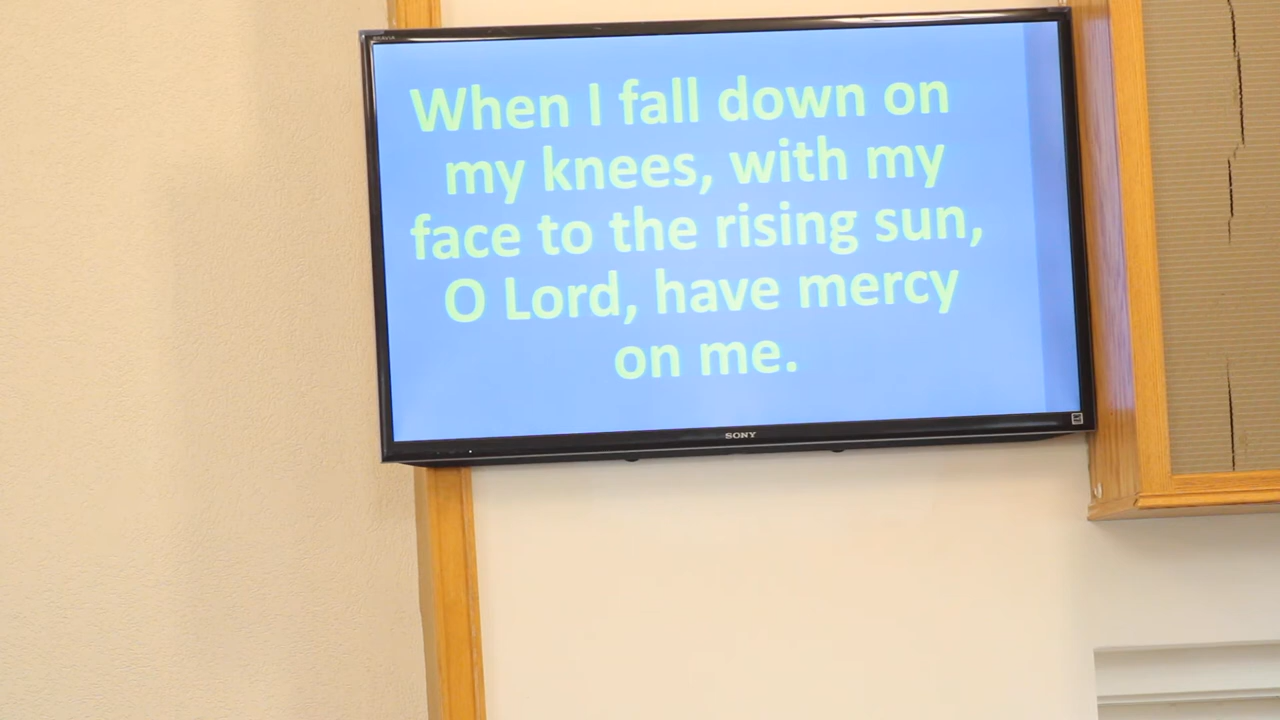 BRAVIA
When I fall down on
my knees, with my
face to the rising sun,
O Lord, have mercy
on me.
SONY